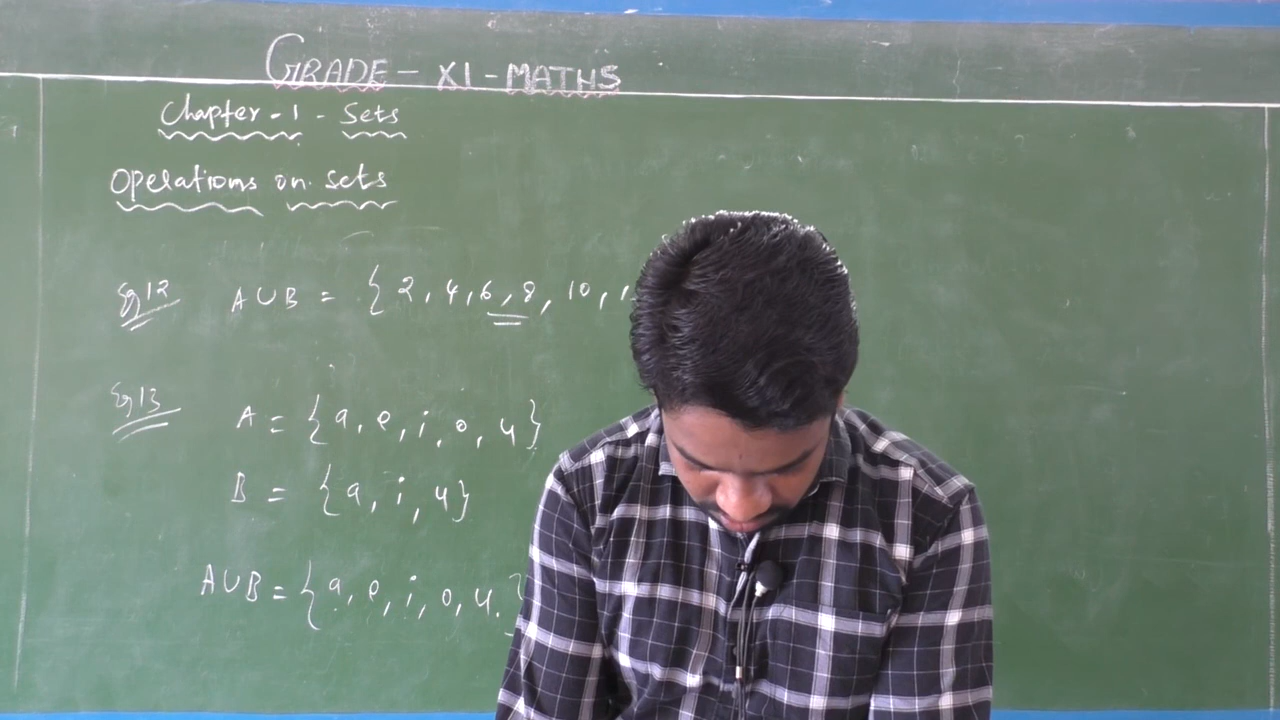 GRADE - XI - MATHS
Chapter - 1 - Sets
Operations on sets
Eg 12 A ∪ B = { 2, 4, 6, 8, 10,
Eg 13 A = { a, e, i, o, u }
B = { a, i, u }
A ∪ B = { a, e, i, o, u. }